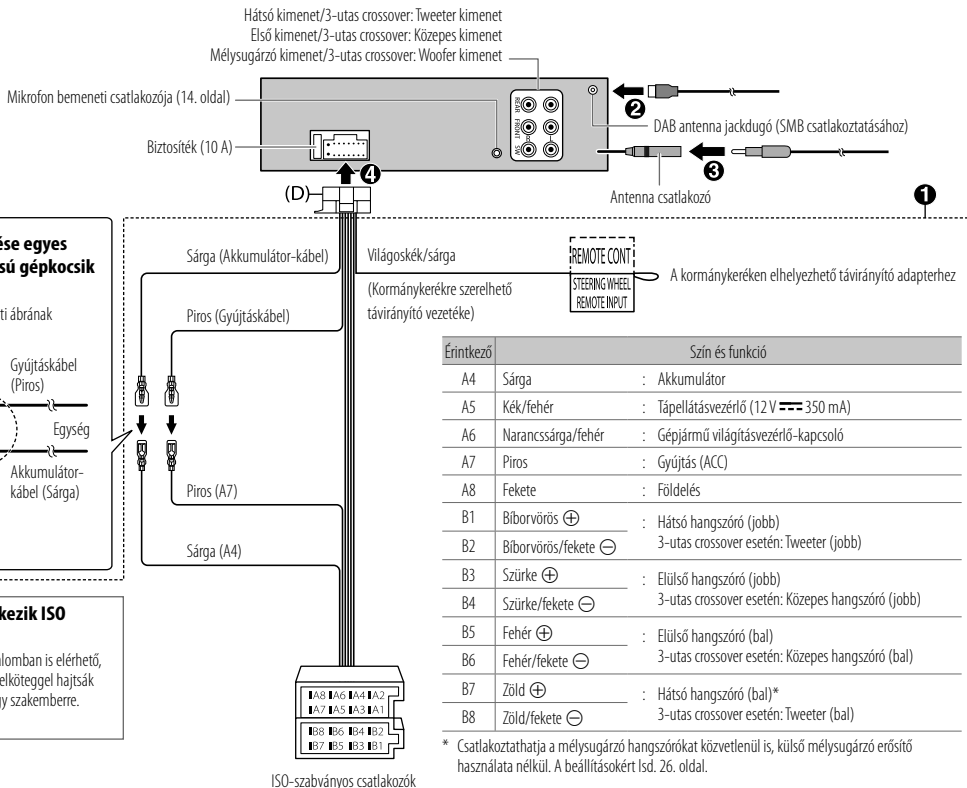 Hátsó kimenet/3-utas crossover: Tweeter kimenet
Első kimenet/3-utas crossover: Közepes kimenet
Mélysugárzó kimenet/3-utas crossover: Woofer kimenet
Mikrofon bemeneti csatlakozója (14. oldal)
REAR
FRONT
SW
2
DAB antenna jackdugó (SMB csatlakoztatásához)
Biztosíték (10 A)
4
3
(D)
Antenna csatlakozó
1
ése egyes
sú gépkocsik
ti ábrának
Gyújtáskábel
(Piros)
Egység
Akkumulátor-
kábel (Sárga)
Sárga (Akkumulátor-kábel)
Piros (Gyújtáskábel)
Világoskék/sárga
(Kormánykerékre szerelhető
távirányító vezetéke)
REMOTE CONT
STEERING WHEEL
REMOTE INPUT
A kormánykeréken elhelyezhető távirányító adapterhez
Piros (A7)
Sárga (A4)
kezik ISO
alomban is elérhető,
elköteggel hajtsák
gy szakemberre.
A8 A6 A4 A2
A7 A5 A3 A1
B8 B6 B4 B2
B7 B5 B3 B1
ISO-szabványos csatlakozók
Érintkező Szín és funkció
A4 Sárga : Akkumulátor
A5 Kék/fehér : Tápellátásvezérlő (12 V ⎓ 350 mA)
A6 Narancssárga/fehér : Gépjármű világításvezérlő-kapcsoló
A7 Piros : Gyújtás (ACC)
A8 Fekete : Földelés
B1 Bíborvörös ⊕ : Hátsó hangszóró (jobb)
B2 Bíborvörös/fekete ⊖ 3-utas crossover esetén: Tweeter (jobb)
B3 Szürke ⊕ : Elülső hangszóró (jobb)
B4 Szürke/fekete ⊖ 3-utas crossover esetén: Közepes hangszóró (jobb)
B5 Fehér ⊕ : Elülső hangszóró (bal)
B6 Fehér/fekete ⊖ 3-utas crossover esetén: Közepes hangszóró (bal)
B7 Zöld ⊕ : Hátsó hangszóró (bal)*
B8 Zöld/fekete ⊖ 3-utas crossover esetén: Tweeter (bal)
* Csatlakoztathatja a mélysugárzó hangszórókat közvetlenül is, külső mélysugárzó erősítő
használata nélkül. A beállításokért lsd. 26. oldal.